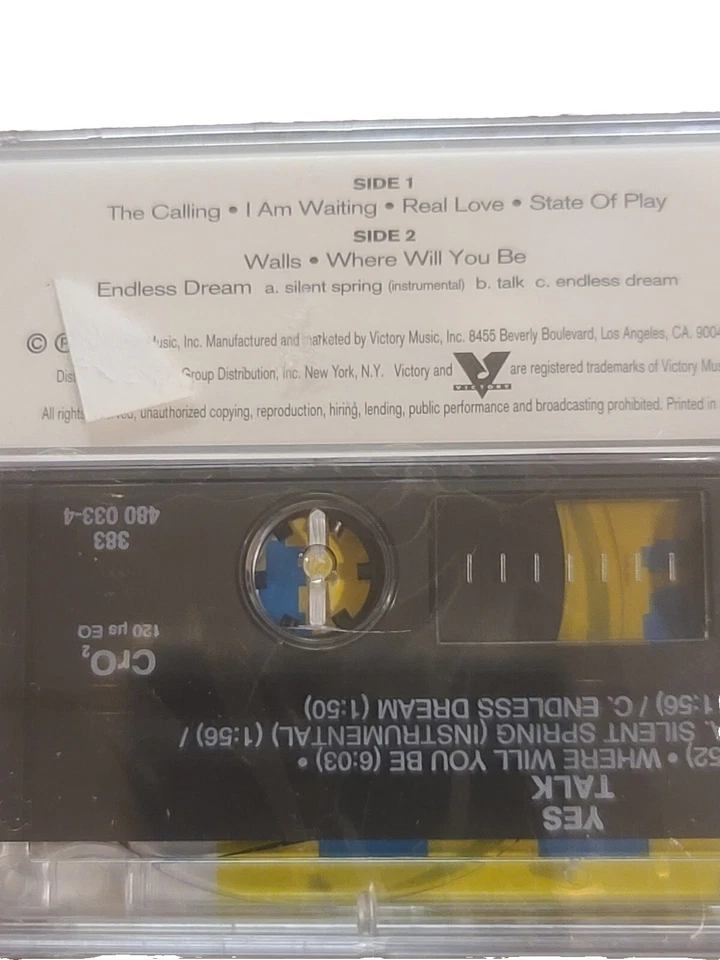 SIDE 1
The Calling • I Am Waiting • Real Love • State Of Play
SIDE 2
Walls • Where Will You Be
Endless Dream a. silent spring (instrumental) b. talk c. endless dream
© Inc. Manufactured and marketed by Victory Music, Inc. 8455 Beverly Boulevard, Los Angeles, CA.
Group Distribution, Inc. New York, N.Y. Victory and
VICTORY
are registered trademarks of Victory
All unauthorized copying, reproduction, hiring, lending, public performance and broadcasting prohibited. Printed in
YES
TALK
52) • WHERE WILL YOU BE (6:03) •
SILENT SPRING (INSTRUMENTAL) (1:56) /
1:56) / C. ENDLESS DREAM (1:50)
CrO2
120 µs EQ
383
480 033-4